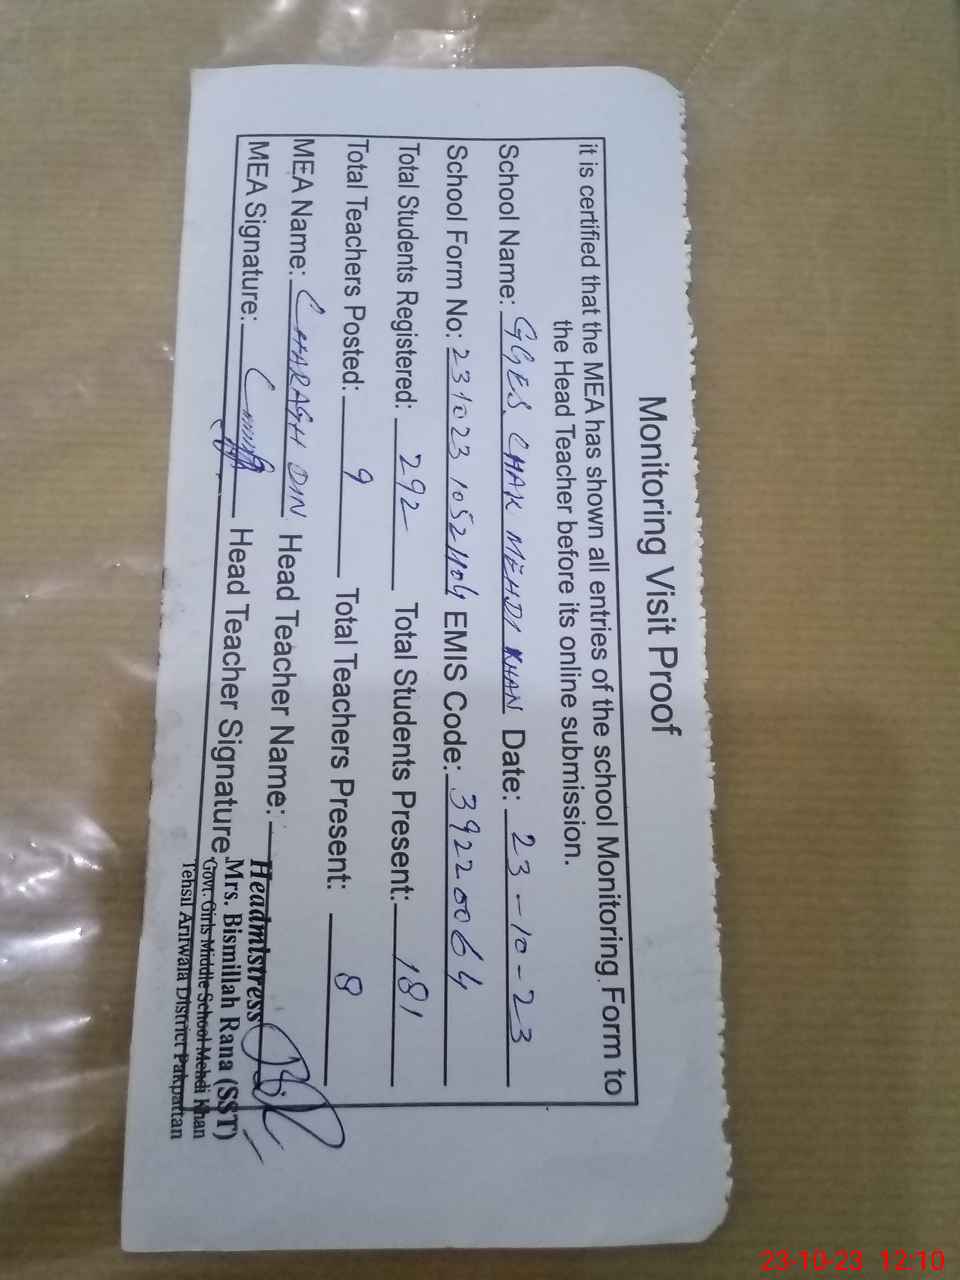 Monitoring Visit Proof
it is certified that the MEA has shown all entries of the school Monitoring Form to
the Head Teacher before its online submission.
School Name: GGES CHAK MEHDI KHAN Date: 23-10-23
School Form No: 231023 1052 1104 EMIS Code: 39220064
Total Students Registered: 292 Total Students Present: 181
Total Teachers Posted: 9 Total Teachers Present: 8
MEA Name: CHARAGH DIN Head Teacher Name:
MEA Signature: Head Teacher Signature
Headmistress
Mrs. Bismillah Rana (SST)
Govt. Girls Middle School Mehdi Khan
Tehsil Arifwala District Pakpattan
23-10-23 12:10